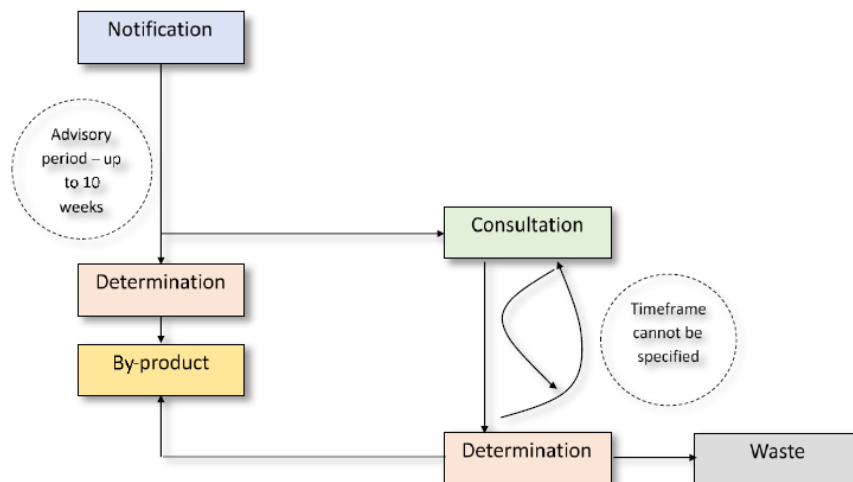 Notification
Advisory
period – up
to 10
weeks
Consultation
Determination
Timeframe
cannot be
specified
By-product
Determination
Waste